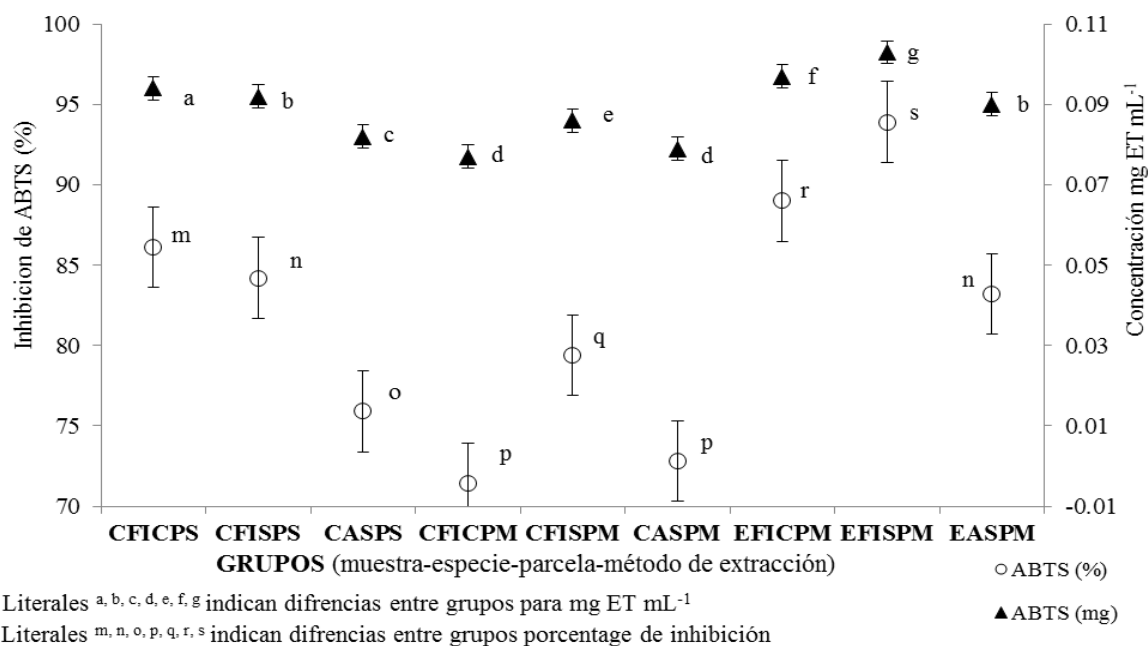 100
95
90
85
80
75
70
Inhibicion de ABTS (%)
0.11
0.09
0.07
0.05
0.03
0.01
-0.01
Concentración mg ET mL-1
a
b
c
d
e
d
f
g
b
m
n
o
p
q
p
r
s
n
CFICPS CFISPS CASPS CFICPM CFISPM CASPM EFICPM EFISPM EASPM
GRUPOS (muestra-especie-parcela-método de extracción)
ABTS (%)
ABTS (mg)
Literales a, b, c, d, e, f, g indican difrencias entre grupos para mg ET mL-1
Literales m, n, o, p, q, r, s indican difrencias entre grupos porcentage de inhibición